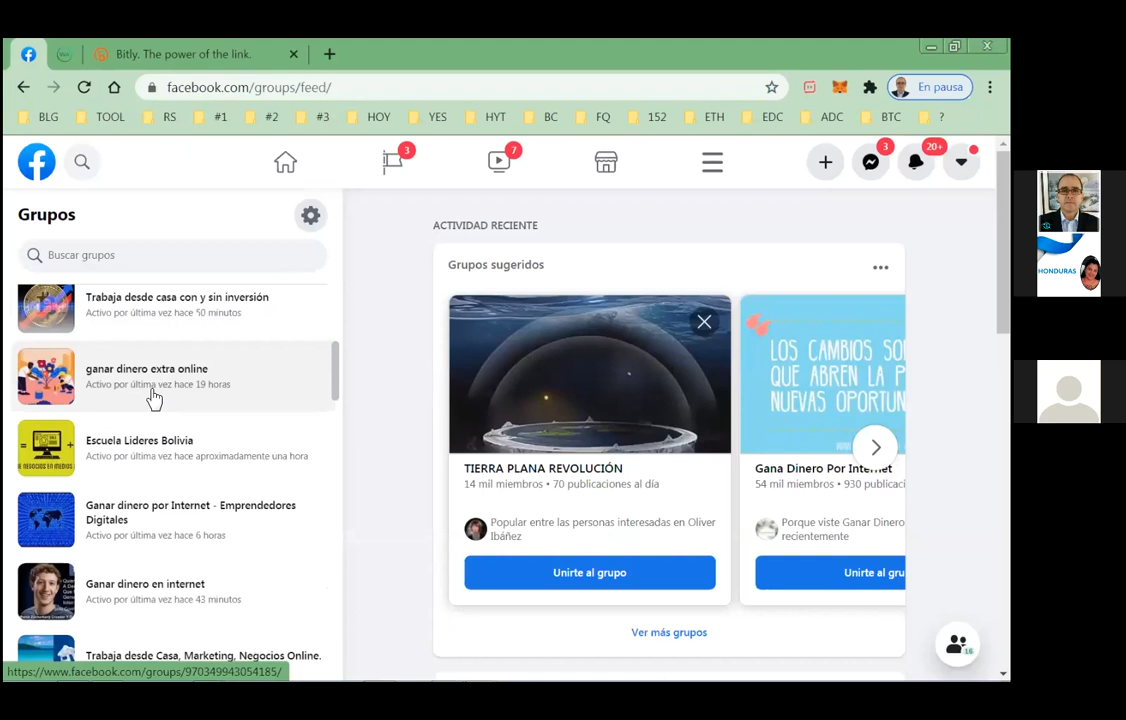 Bitly. The power of the link.
facebook.com/groups/feed/
En pausa
BLG TOOL RS #1 #2 #3 HOY YES HYT BC FQ 152 ETH EDC ADC BTC ?
3
7
3
20+
Grupos
Buscar grupos
Trabaja desde casa con y sin inversión
Activo por última vez hace 50 minutos
ganar dinero extra online
Activo por última vez hace 19 horas
Escuela Lideres Bolivia
Activo por última vez hace aproximadamente una hora
Ganar dinero por Internet - Emprendedores
Digitales
Activo por última vez hace 6 horas
Ganar dinero en internet
Activo por última vez hace 43 minutos
Trabaja desde Casa, Marketing, Negocios Online.
https://www.facebook.com/groups/970349943054185/
ACTIVIDAD RECIENTE
Grupos sugeridos
TIERRA PLANA REVOLUCIÓN
14 mil miembros • 70 publicaciones al día
Popular entre las personas interesadas en Oliver
Ibáñez
Unirte al grupo
LOS CAMBIOS SO
QUE ABREN LA P
NUEVAS OPORTUN
Gana Dinero Por Internet
54 mil miembros • 930 publicaci
Porque viste Ganar Dinero
recientemente
Unirte al gru
Ver más grupos
16
HONDURAS